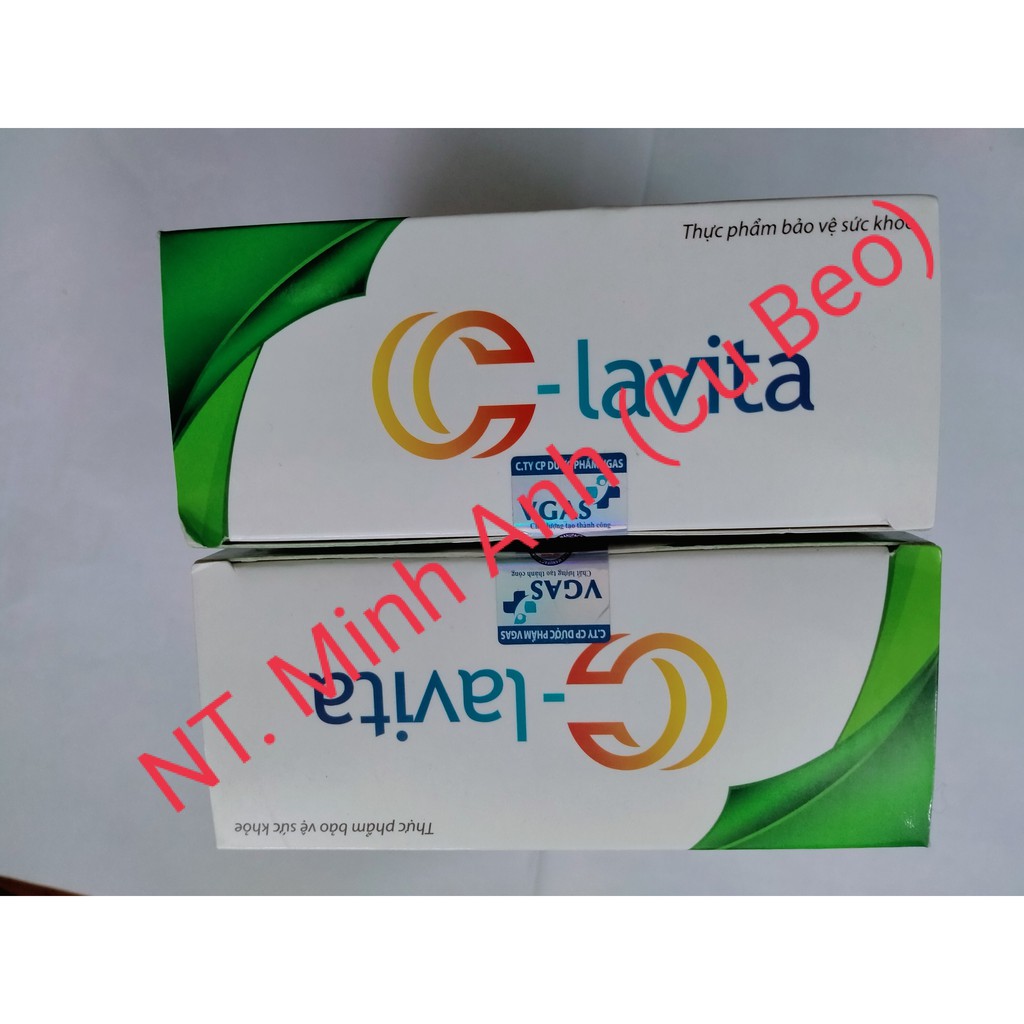 Thực phẩm bảo vệ sức khỏe
C-lavita
C.TY CP DƯỢC PHẨM VGAS
VGAS
Chất lượng tạo thành công
NT. Minh Anh (Cu Beo)
Chất lượng tạo thành công
VGAS
C.TY CP DƯỢC PHẨM VGAS
C-lavita
Thực phẩm bảo vệ sức khỏe